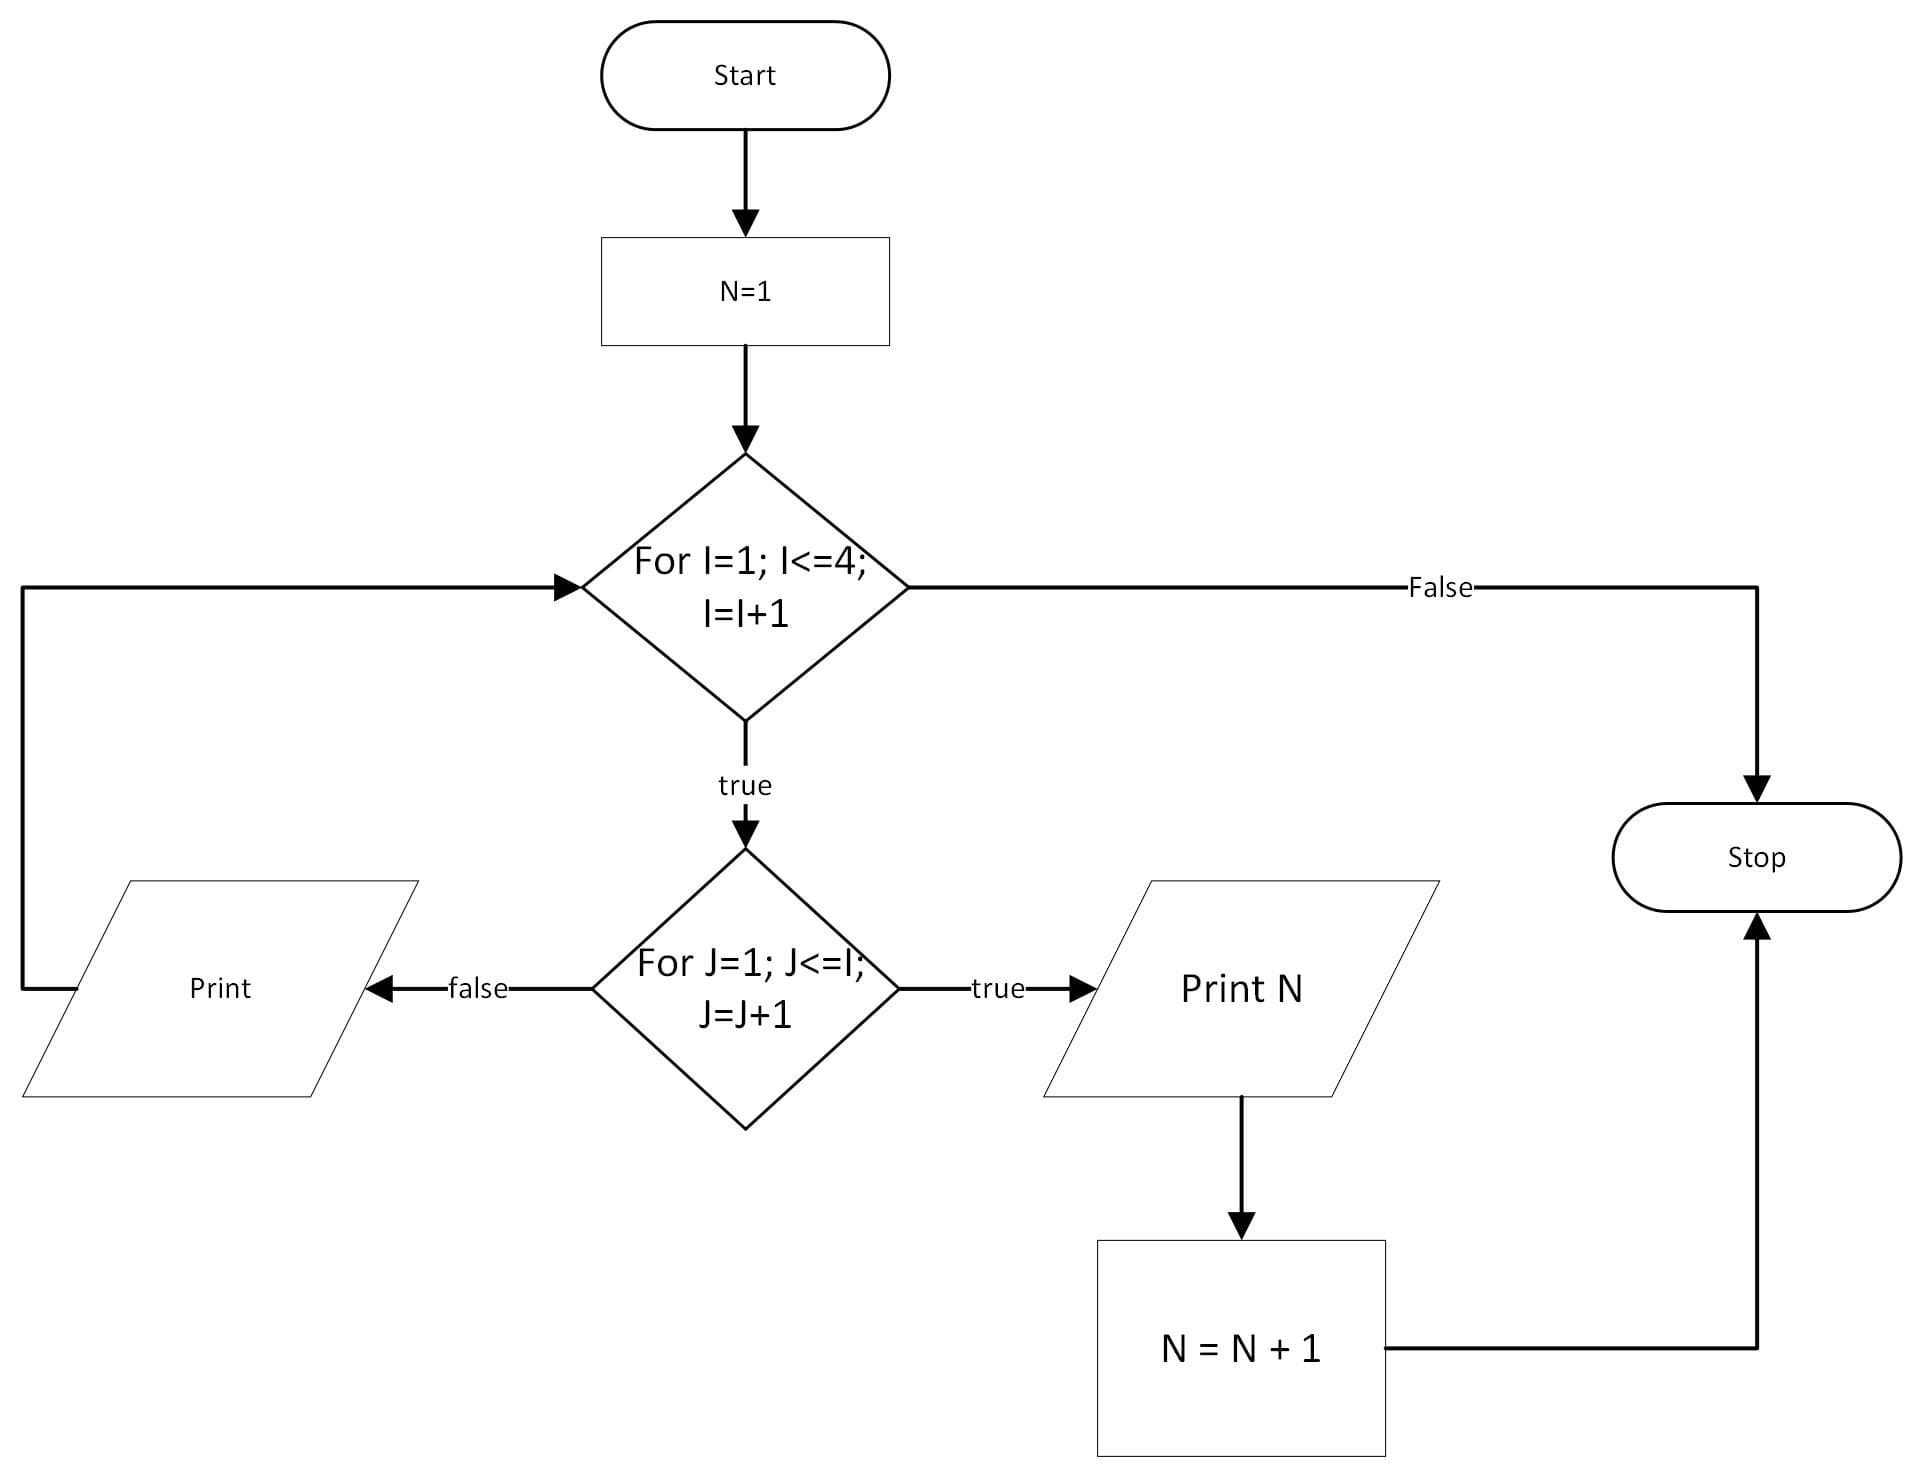 Start
N=1
For I=1; I<=4;
I=I+1
False
true
Stop
Print
false
For J=1; J<=I;
J=J+1
true
Print N
N = N + 1